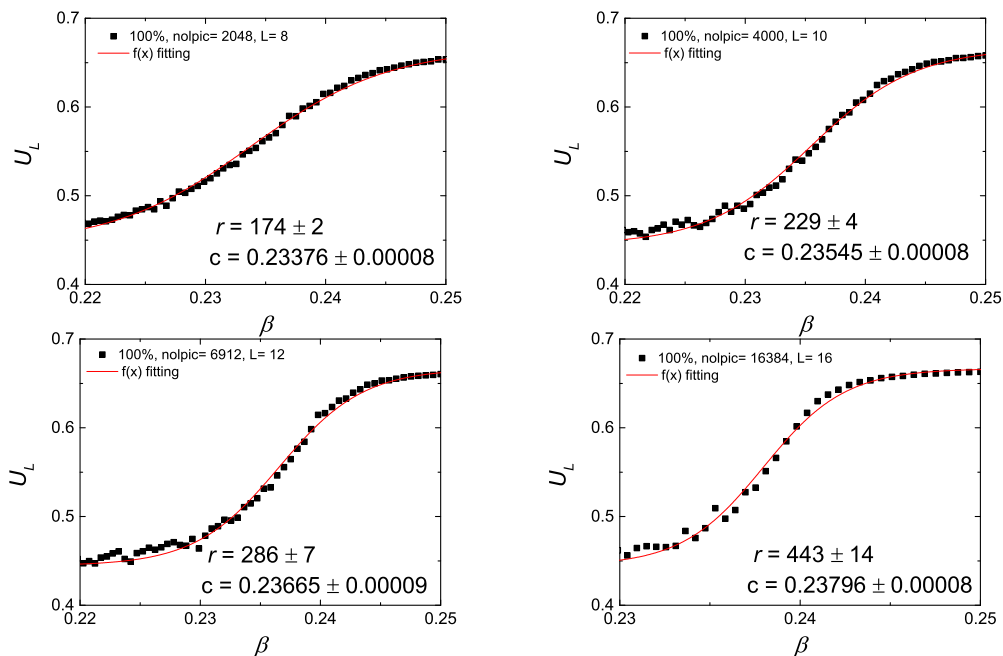 0.7
0.6
0.5
0.4
U_L
100%, nolpic= 2048, L= 8
f(x) fitting
r = 174 ± 2
c = 0.23376 ± 0.00008
0.22 0.23 0.24 0.25
β
0.7
0.6
0.5
0.4
U_L
100%, nolpic= 4000, L= 10
f(x) fitting
r = 229 ± 4
c = 0.23545 ± 0.00008
0.22 0.23 0.24 0.25
β
0.7
0.6
0.5
0.4
U_L
100%, nolpic= 6912, L= 12
f(x) fitting
r = 286 ± 7
c = 0.23665 ± 0.00009
0.22 0.23 0.24 0.25
β
0.7
0.6
0.5
0.4
U_L
100%, nolpic= 16384, L= 16
f(x) fitting
r = 443 ± 14
c = 0.23796 ± 0.00008
0.23 0.24 0.25
β